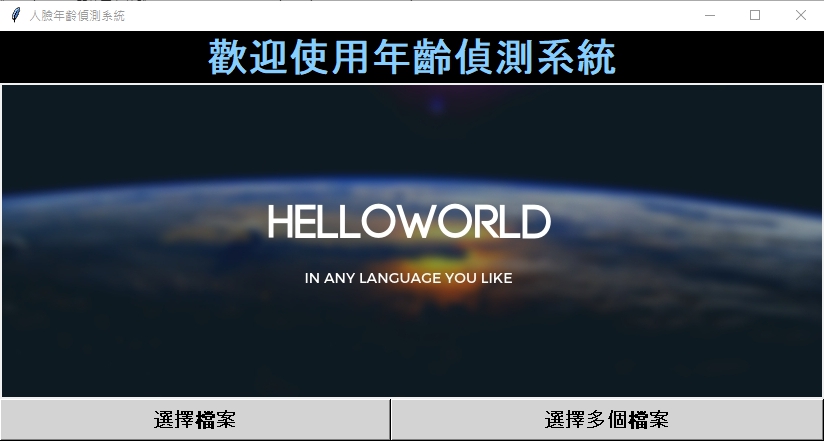 人臉年齡偵測系統
歡迎使用年齡偵測系統
HELLOWORLD
IN ANY LANGUAGE YOU LIKE
選擇檔案
選擇多個檔案